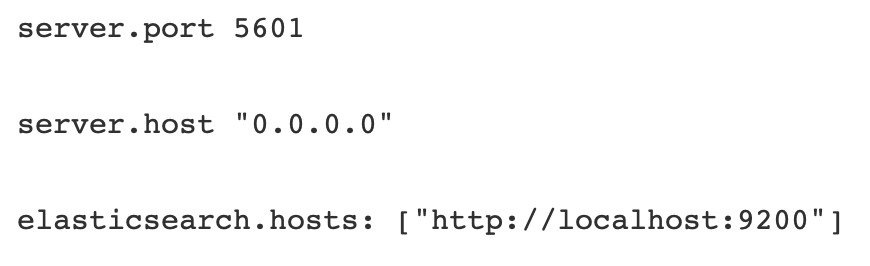 server.port 5601
server.host "0.0.0.0"
elasticsearch.hosts: ["http://localhost:9200"]